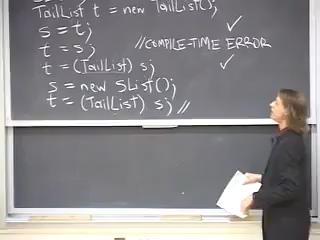 TailList t = new TailList();
s = t; ✓
t = s; //COMPILE-TIME ERROR
t = (TailList) s; ✓
s = new SList();
t = (TailList) s; //